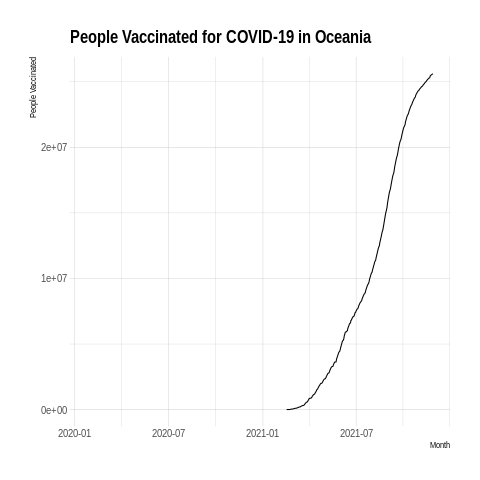 People Vaccinated for COVID-19 in Oceania
People Vaccinated
2e+07
1e+07
0e+00
2020-01 2020-07 2021-01 2021-07
Month